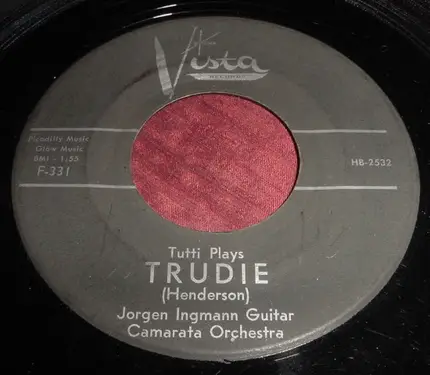 Vista
RECORDS
Picadilly Music
Glow Music
BMI - 1:55
F-331
HB-2532
Tutti Plays
TRUDIE
(Henderson)
Jorgen Ingmann Guitar
Camarata Orchestra